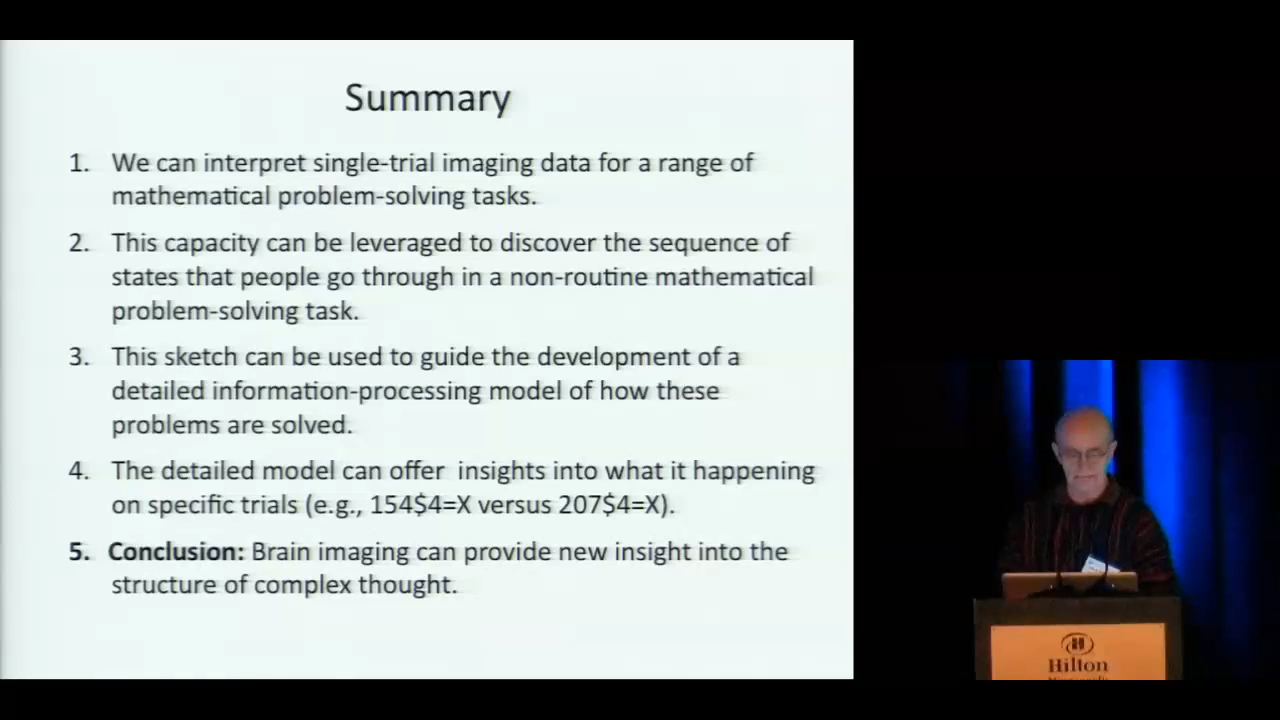 Summary
1. We can interpret single-trial imaging data for a range of
mathematical problem-solving tasks.
2. This capacity can be leveraged to discover the sequence of
states that people go through in a non-routine mathematical
problem-solving task.
3. This sketch can be used to guide the development of a
detailed information-processing model of how these
problems are solved.
4. The detailed model can offer insights into what it happening
on specific trials (e.g., 154$4=X versus 207$4=X).
5. Conclusion: Brain imaging can provide new insight into the
structure of complex thought.
Hilton